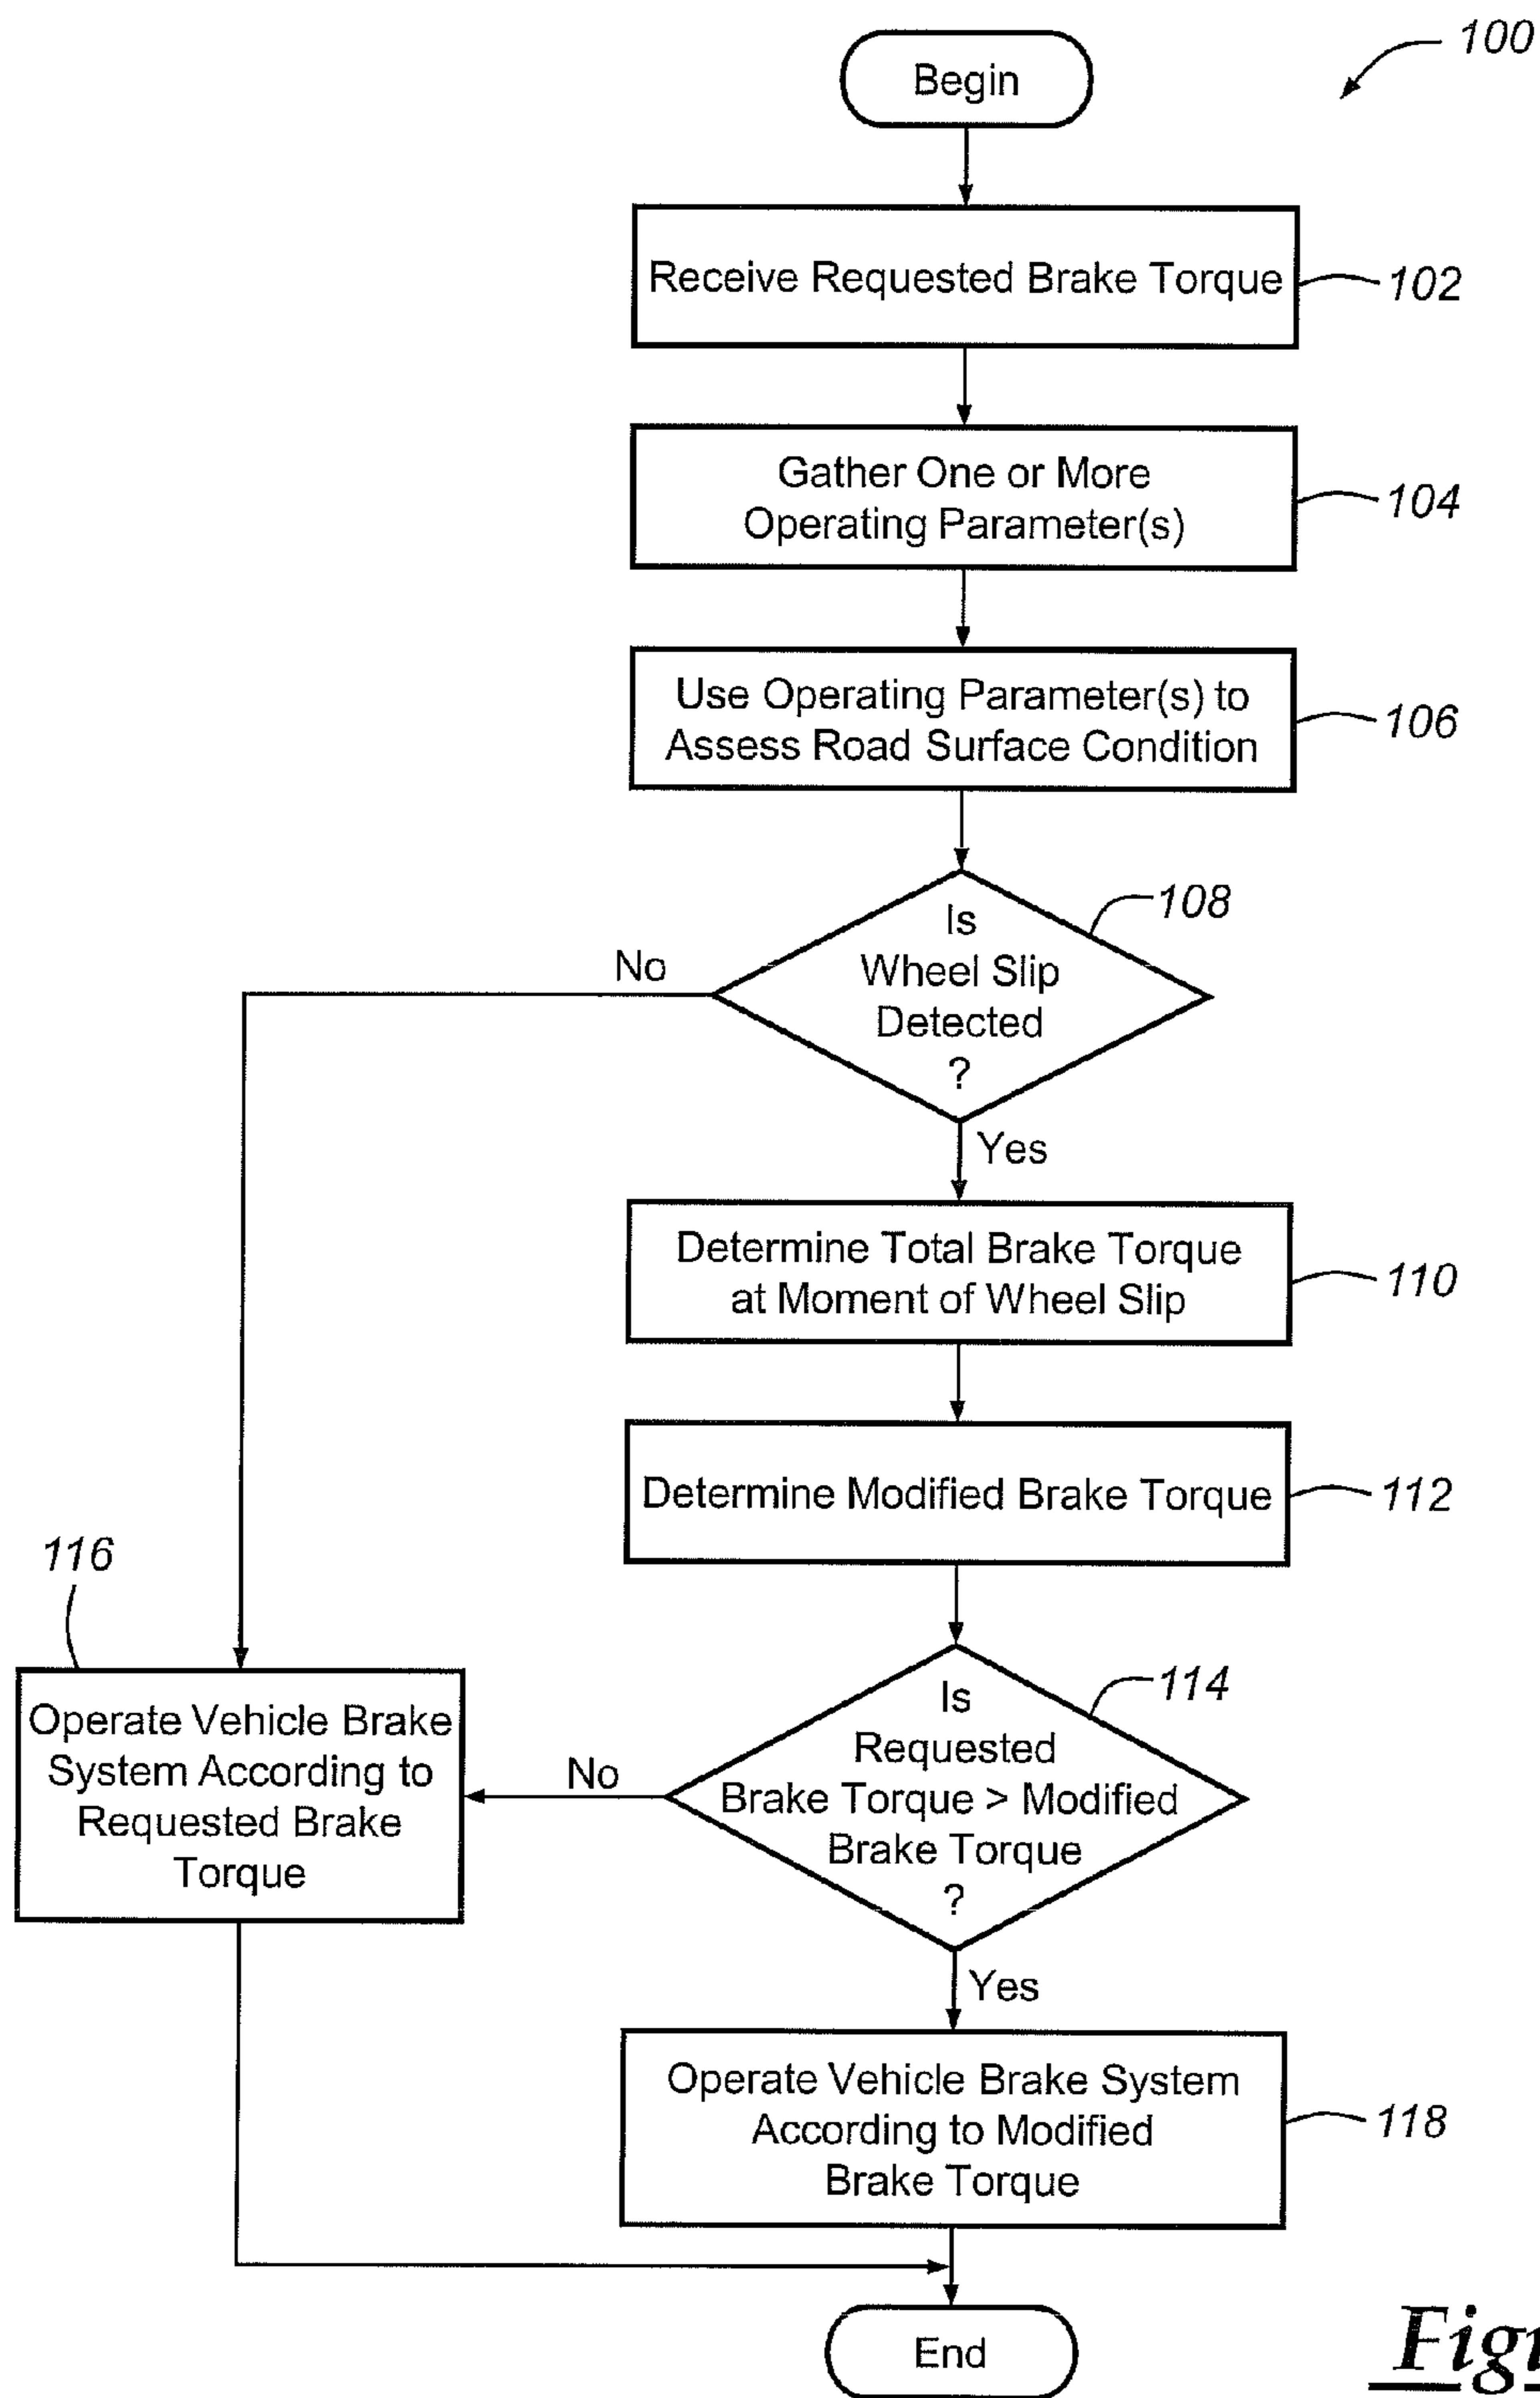 100
Begin
Receive Requested Brake Torque
102
Gather One or More
Operating Parameter(s)
104
Use Operating Parameter(s) to
Assess Road Surface Condition
106
Is
Wheel Slip
Detected
?
108
No
Yes
Determine Total Brake Torque
at Moment of Wheel Slip
110
Determine Modified Brake Torque
112
Is
Requested
Brake Torque > Modified
Brake Torque
?
114
No
116
Operate Vehicle Brake
System According to
Requested Brake
Torque
Yes
Operate Vehicle Brake System
According to Modified
Brake Torque
118
End